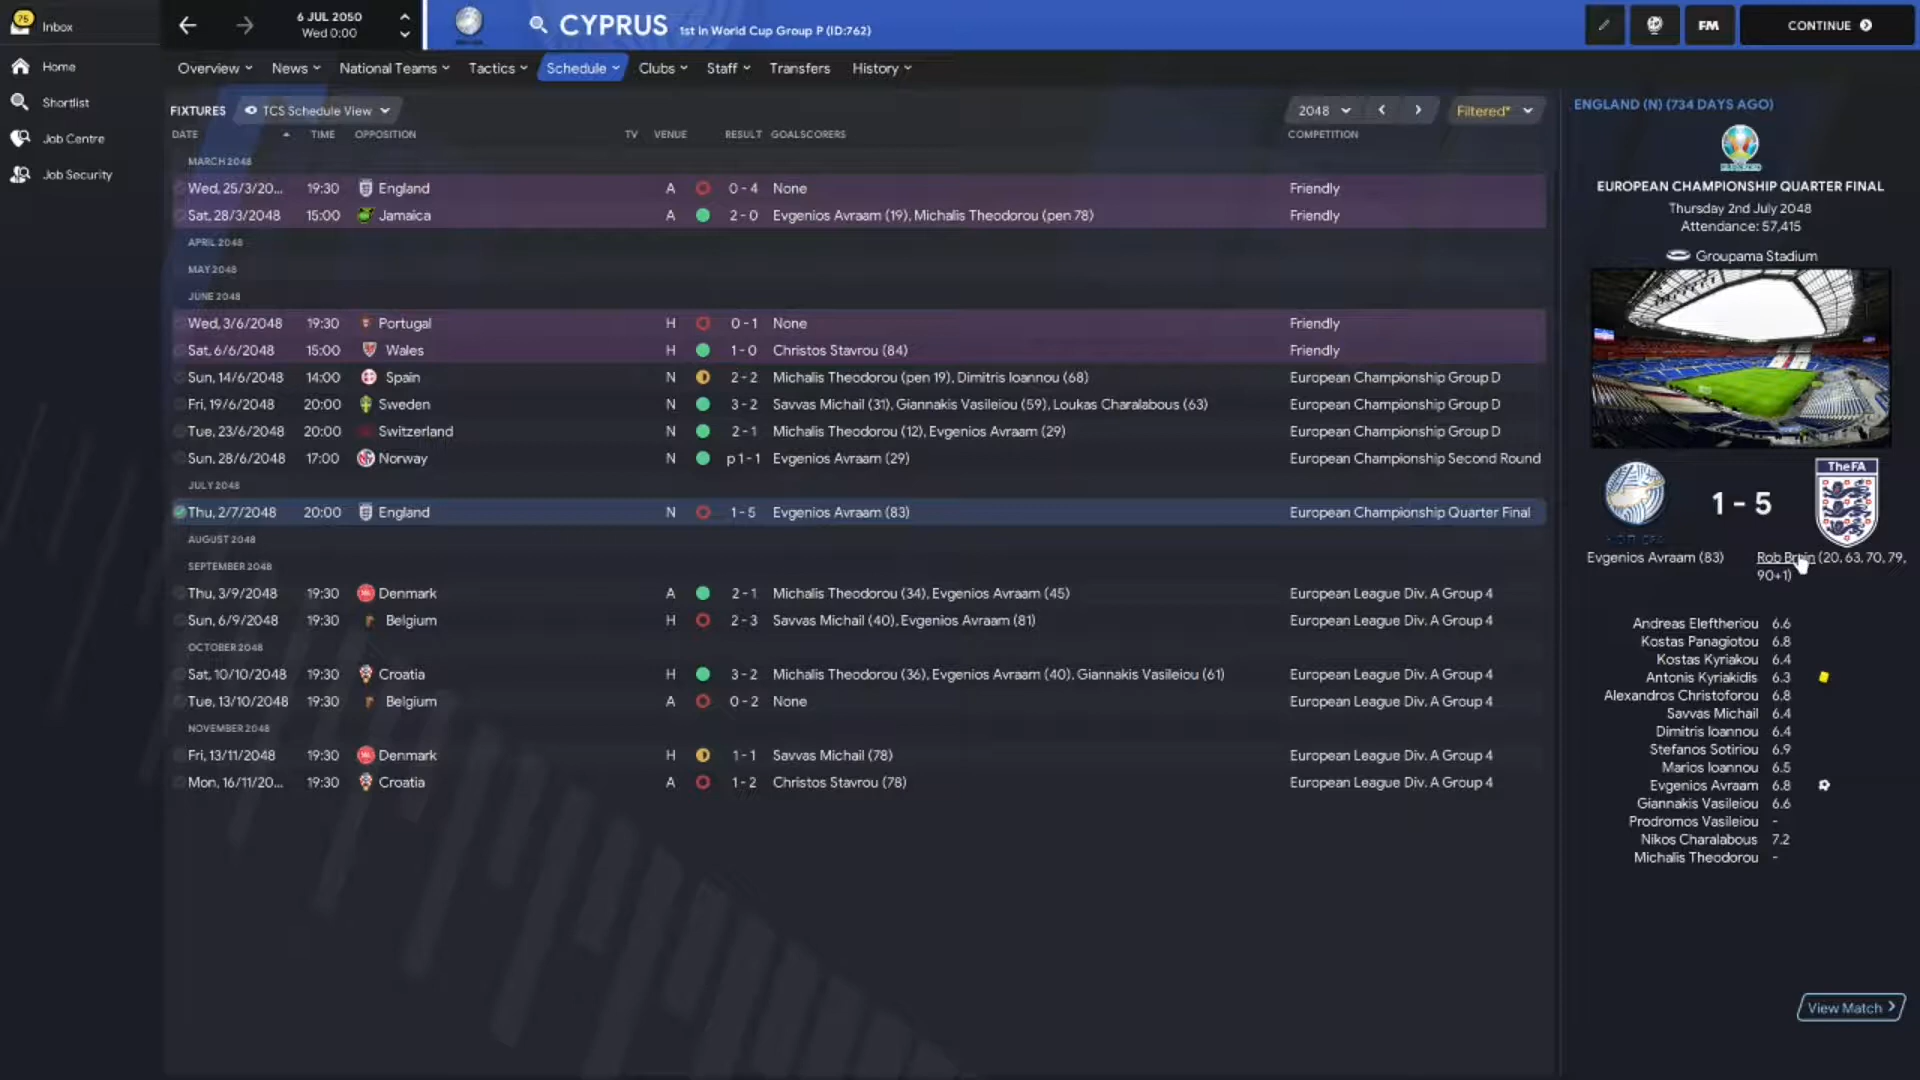 75 Inbox
6 JUL 2050
Wed 0:00
CYPRUS 1st in World Cup Group P (ID:762)
FM
CONTINUE
Home
Shortlist
Job Centre
Job Security
Overview News National Teams Tactics Schedule Clubs Staff Transfers History
FIXTURES TCS Schedule View 2048 Filtered*
DATE TIME OPPOSITION TV VENUE RESULT GOALSCORERS COMPETITION
MARCH 2048
Wed, 25/3/20... 19:30 England A 0 - 4 None Friendly
Sat, 28/3/2048 15:00 Jamaica A 2 - 0 Evgenios Avraam (19), Michalis Theodorou (pen 78) Friendly
APRIL 2048
MAY 2048
JUNE 2048
Wed, 3/6/2048 19:30 Portugal H 0 - 1 None Friendly
Sat, 6/6/2048 15:00 Wales H 1 - 0 Christos Stavrou (84) Friendly
Sun, 14/6/2048 14:00 Spain N 2 - 2 Michalis Theodorou (pen 19), Dimitris Ioannou (68) European Championship Group D
Fri, 19/6/2048 20:00 Sweden N 3 - 2 Savvas Michail (31), Giannakis Vasileiou (59), Loukas Charalabous (63) European Championship Group D
Tue, 23/6/2048 20:00 Switzerland N 2 - 1 Michalis Theodorou (12), Evgenios Avraam (29) European Championship Group D
Sun, 28/6/2048 17:00 Norway N p 1 - 1 Evgenios Avraam (29) European Championship Second Round
JULY 2048
Thu, 2/7/2048 20:00 England N 1 - 5 Evgenios Avraam (83) European Championship Quarter Final
AUGUST 2048
SEPTEMBER 2048
Thu, 3/9/2048 19:30 Denmark A 2 - 1 Michalis Theodorou (34), Evgenios Avraam (45) European League Div. A Group 4
Sun, 6/9/2048 19:30 Belgium H 2 - 3 Savvas Michail (40), Evgenios Avraam (81) European League Div. A Group 4
OCTOBER 2048
Sat, 10/10/2048 19:30 Croatia H 3 - 2 Michalis Theodorou (36), Evgenios Avraam (40), Giannakis Vasileiou (61) European League Div. A Group 4
Tue, 13/10/2048 19:30 Belgium A 0 - 2 None European League Div. A Group 4
NOVEMBER 2048
Fri, 13/11/2048 19:30 Denmark H 1 - 1 Savvas Michail (78) European League Div. A Group 4
Mon, 16/11/20... 19:30 Croatia A 1 - 2 Christos Stavrou (78) European League Div. A Group 4
ENGLAND (N) (734 DAYS AGO)
EUROPEAN CHAMPIONSHIP QUARTER FINAL
Thursday 2nd July 2048
Attendance: 57,415
Groupama Stadium
The FA
1 - 5
Evgenios Avraam (83) Rob (20, 63, 70, 79,
90+1)
Andreas Eleftheriou 6.6
Kostas Panagiotou 6.8
Kostas Kyriakou 6.4
Antonis Kyriakidis 6.3
Alexandros Christoforou 6.8
Savvas Michail 6.4
Dimitris Ioannou 6.4
Stefanos Sotiriou 6.9
Marios Ioannou 6.5
Evgenios Avraam 6.8
Giannakis Vasileiou 6.6
Prodromos Vasileiou -
Nikos Charalabous 7.2
Michalis Theodorou -
View Match